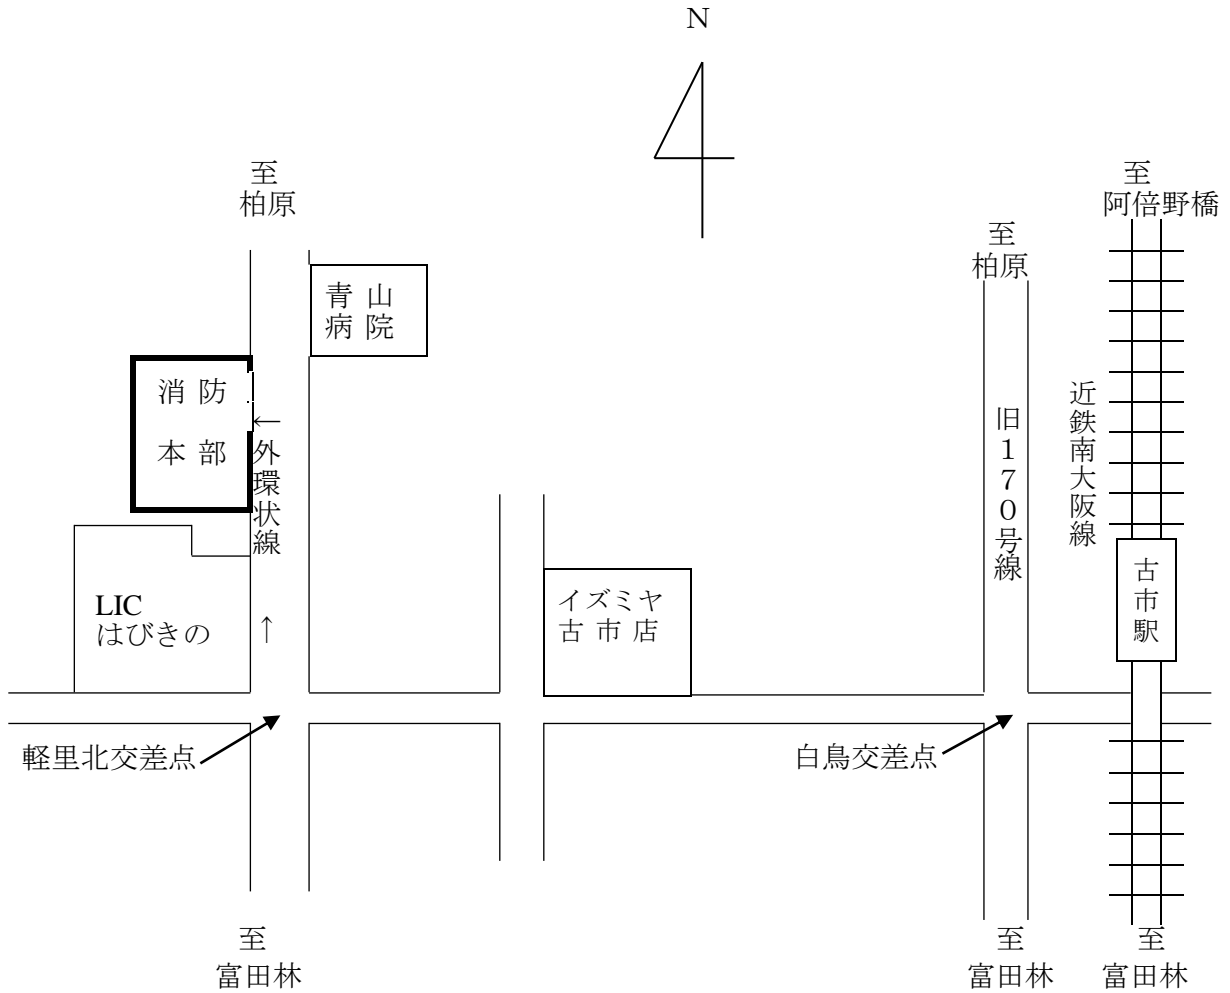 N
至
柏原
至
阿倍野橋
至
柏原
青山
病院
消防
本部
←
外環状線
近鉄南大阪線
旧170号線
古市駅
イズミヤ
古市店
LIC
はびきの
↑
軽里北交差点
白鳥交差点
至
富田林
至
富田林
至
富田林